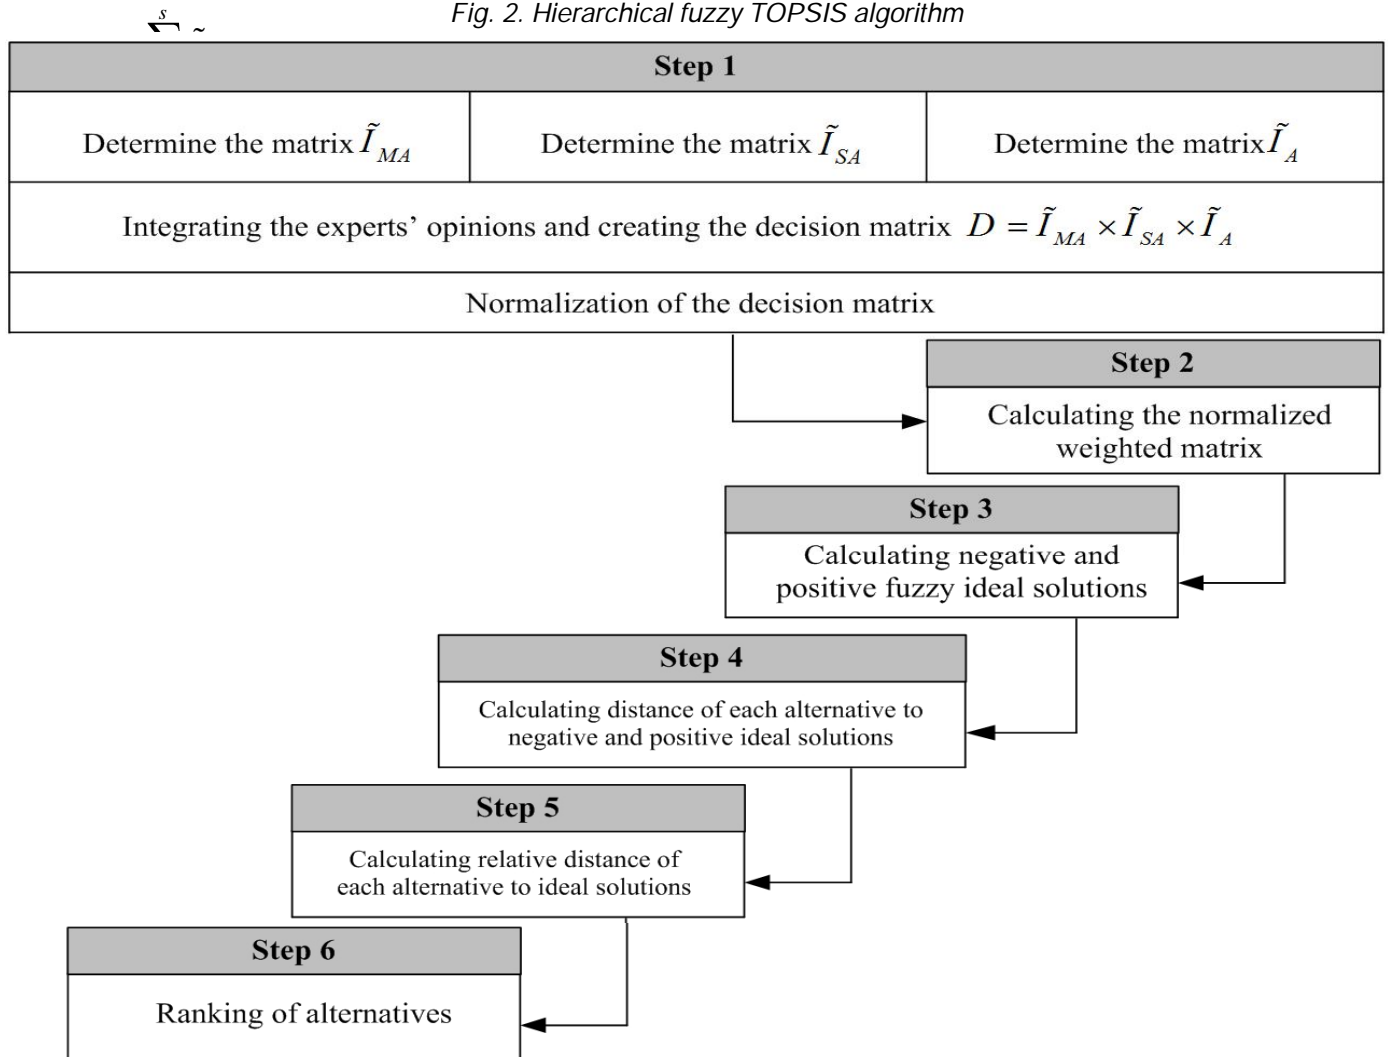 s
∑ ~
Fig. 2. Hierarchical fuzzy TOPSIS algorithm
Step 1
Determine the matrix Ĩ_MA
Determine the matrix Ĩ_SA
Determine the matrix Ĩ_A
Integrating the experts’ opinions and creating the decision matrix D = Ĩ_MA × Ĩ_SA × Ĩ_A
Normalization of the decision matrix
Step 2
Calculating the normalized
weighted matrix
Step 3
Calculating negative and
positive fuzzy ideal solutions
Step 4
Calculating distance of each alternative to
negative and positive ideal solutions
Step 5
Calculating relative distance of
each alternative to ideal solutions
Step 6
Ranking of alternatives